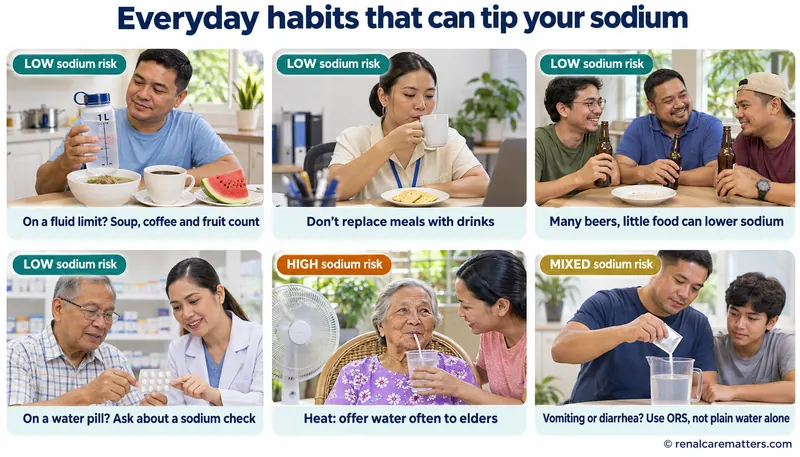 Everyday habits that can tip your sodium
LOW sodium risk
1L
On a fluid limit? Soup, coffee and fruit count
LOW sodium risk
Don't replace meals with drinks
LOW sodium risk
Many beers, little food can lower sodium
LOW sodium risk
On a water pill? Ask about a sodium check
HIGH sodium risk
Heat: offer water often to elders
MIXED sodium risk
Vomiting or diarrhea? Use ORS, not plain water alone
© renalcarematters.com